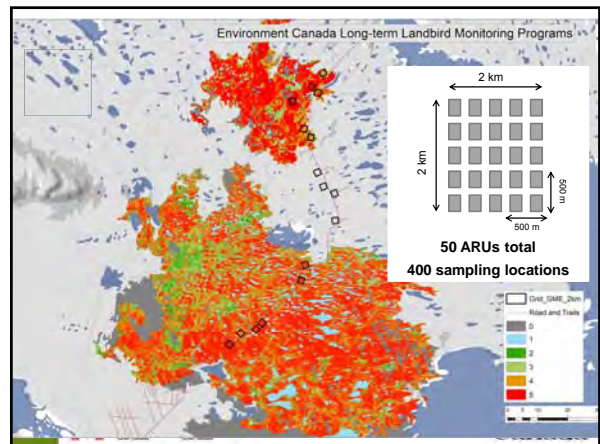 Environment Canada Long-term Landbird Monitoring Programs
2 km
2 km
500 m
500 m
50 ARUs total
400 sampling locations
Grid_GME_2km
Road and Trails
0
1
2
3
4
5